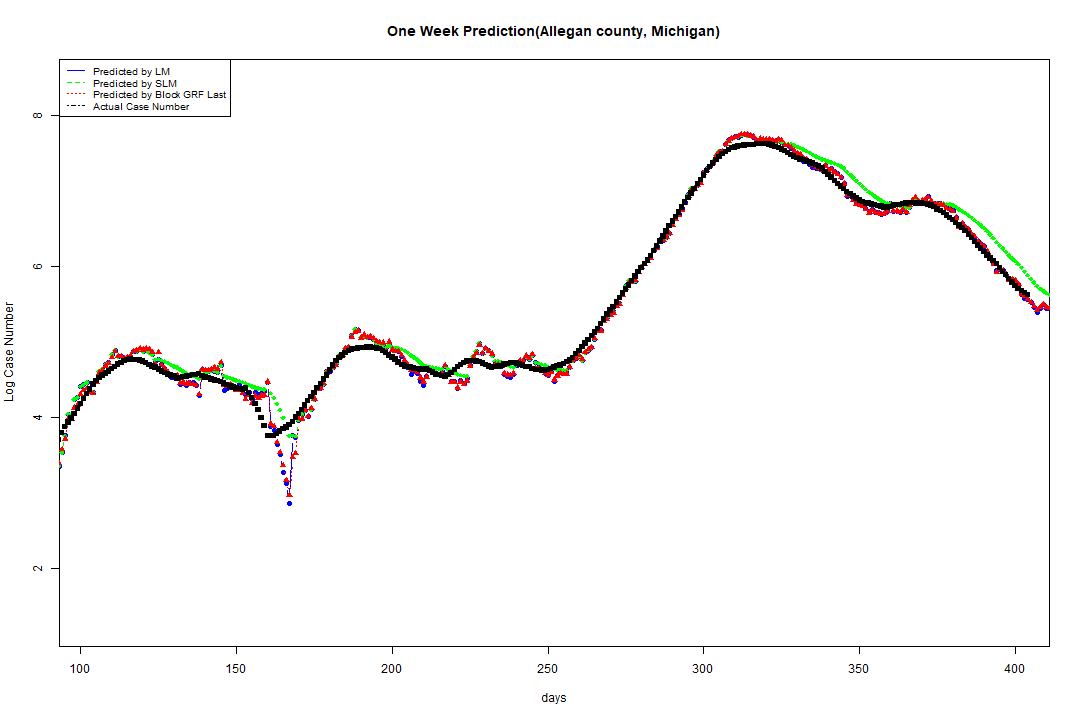 One Week Prediction(Allegan county, Michigan)
Predicted by LM
Predicted by SLM
Predicted by Block GRF Last
Actual Case Number
8
6
4
2
Log Case Number
100 150 200 250 300 350 400
days